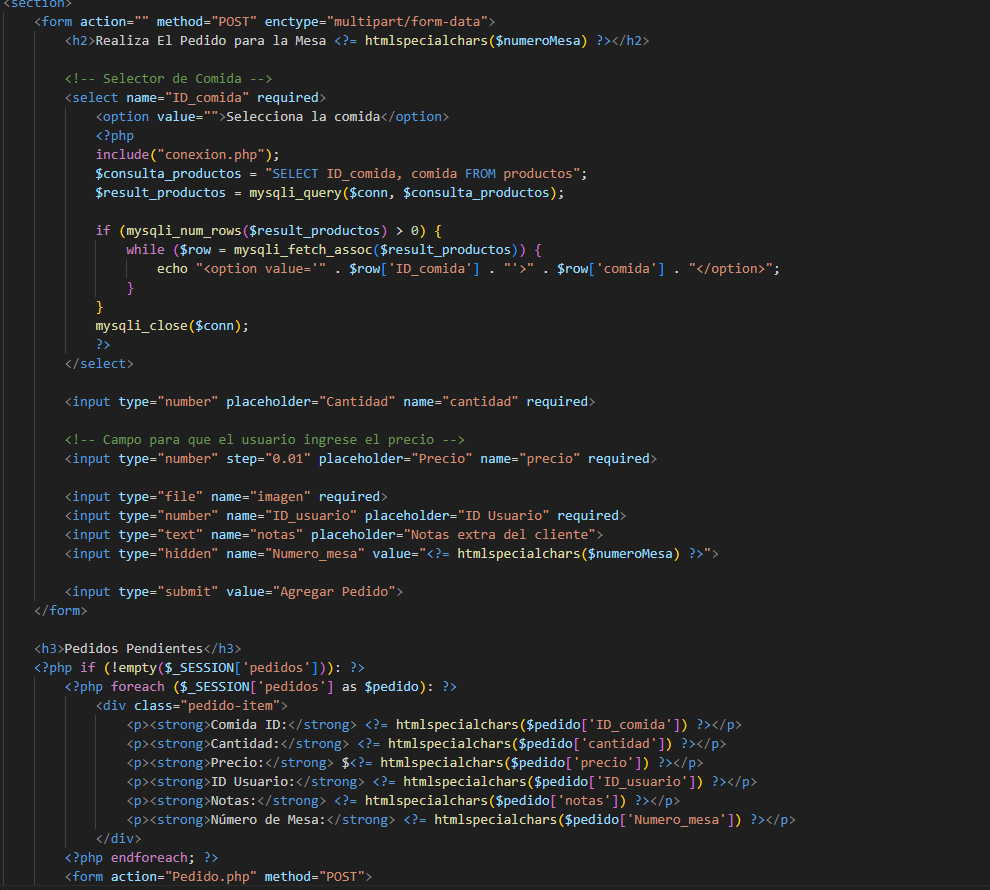 <section>
<form action="" method="POST" enctype="multipart/form-data">
<h2>Realiza El Pedido para la Mesa <?= htmlspecialchars($numeroMesa) ?></h2>
<!-- Selector de Comida -->
<select name="ID_comida" required>
<option value="">Selecciona la comida</option>
<?php
include("conexion.php");
$consulta_productos = "SELECT ID_comida, comida FROM productos";
$result_productos = mysqli_query($conn, $consulta_productos);
if (mysqli_num_rows($result_productos) > 0) {
while ($row = mysqli_fetch_assoc($result_productos)) {
echo "<option value='" . $row['ID_comida'] . "'>" . $row['comida'] . "</option>";
}
}
mysqli_close($conn);
?>
</select>
<input type="number" placeholder="Cantidad" name="cantidad" required>
<!-- Campo para que el usuario ingrese el precio -->
<input type="number" step="0.01" placeholder="Precio" name="precio" required>
<input type="file" name="imagen" required>
<input type="number" name="ID_usuario" placeholder="ID Usuario" required>
<input type="text" name="notas" placeholder="Notas extra del cliente">
<input type="hidden" name="Numero_mesa" value="<?= htmlspecialchars($numeroMesa) ?>">
<input type="submit" value="Agregar Pedido">
</form>
<h3>Pedidos Pendientes</h3>
<?php if (!empty($_SESSION['pedidos'])): ?>
<?php foreach ($_SESSION['pedidos'] as $pedido): ?>
<div class="pedido-item">
<p><strong>Comida ID:</strong> <?= htmlspecialchars($pedido['ID_comida']) ?></p>
<p><strong>Cantidad:</strong> <?= htmlspecialchars($pedido['cantidad']) ?></p>
<p><strong>Precio:</strong> $<?= htmlspecialchars($pedido['precio']) ?></p>
<p><strong>ID Usuario:</strong> <?= htmlspecialchars($pedido['ID_usuario']) ?></p>
<p><strong>Notas:</strong> <?= htmlspecialchars($pedido['notas']) ?></p>
<p><strong>Número de Mesa:</strong> <?= htmlspecialchars($pedido['Numero_mesa']) ?></p>
</div>
<?php endforeach; ?>
<form action="Pedido.php" method="POST">